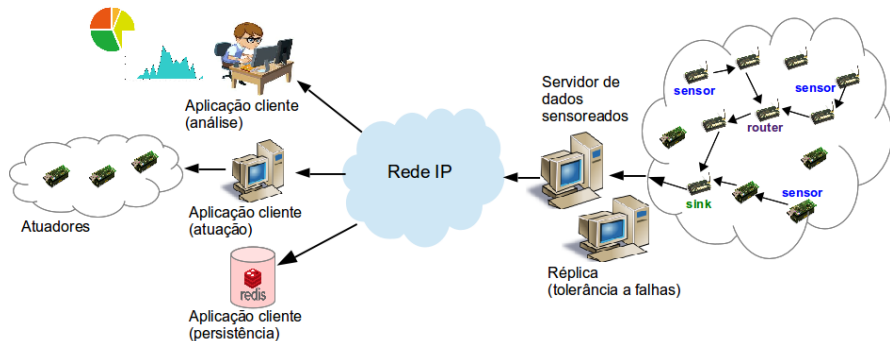 Aplicação cliente
(análise)
Servidor de
dados
sensoreados
sensor
sensor
router
Rede IP
Atuadores
Aplicação cliente
(atuação)
sink
sensor
Réplica
(tolerância a falhas)
redis
Aplicação cliente
(persistência)